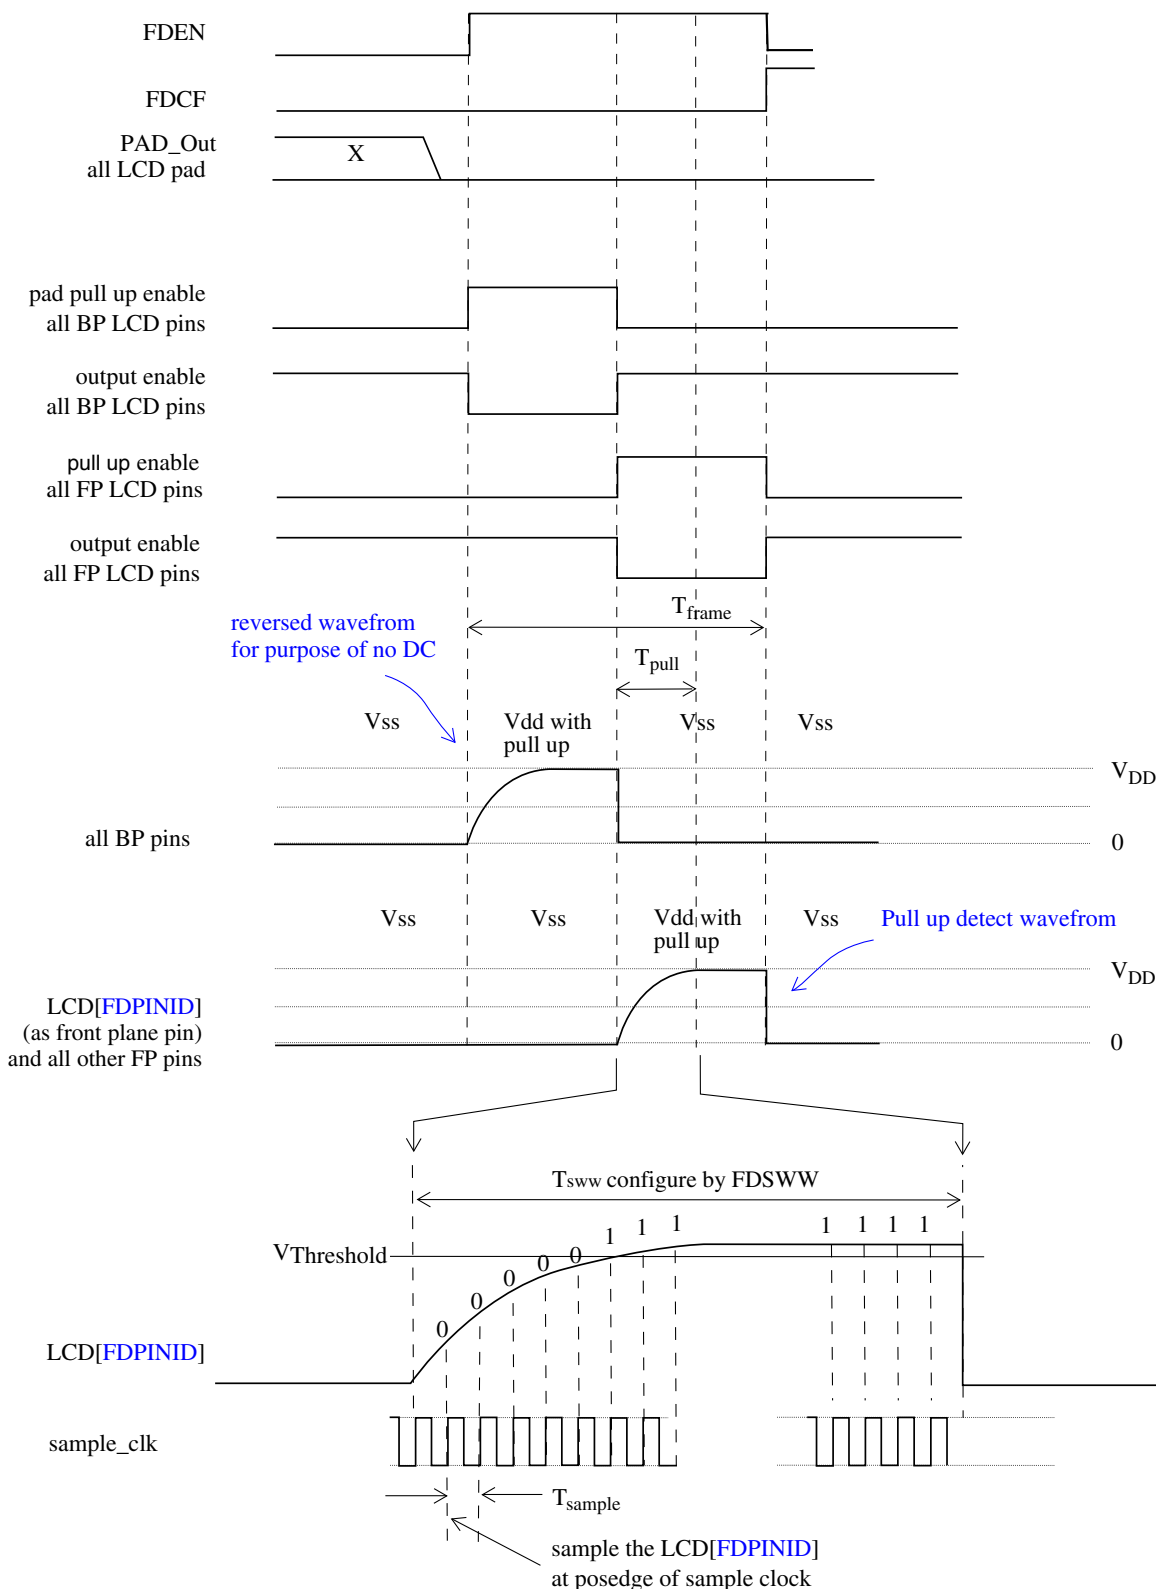 FDEN
FDCF
PAD_Out
all LCD pad
X
pad pull up enable
all BP LCD pins
output enable
all BP LCD pins
pull up enable
all FP LCD pins
output enable
all FP LCD pins
Tframe
reversed wavefrom
for purpose of no DC
Tpull
Vss
Vdd with
pull up
Vss
Vss
VDD
all BP pins
0
Vss
Vss
Vdd with
pull up
Vss
Pull up detect wavefrom
VDD
LCD[FDPINID]
(as front plane pin)
and all other FP pins
0
Tsww configure by FDSWW
VThreshold
0 0 0 0 0 1 1 1
1 1 1 1
LCD[FDPINID]
sample_clk
Tsample
sample the LCD[FDPINID]
at posedge of sample clock